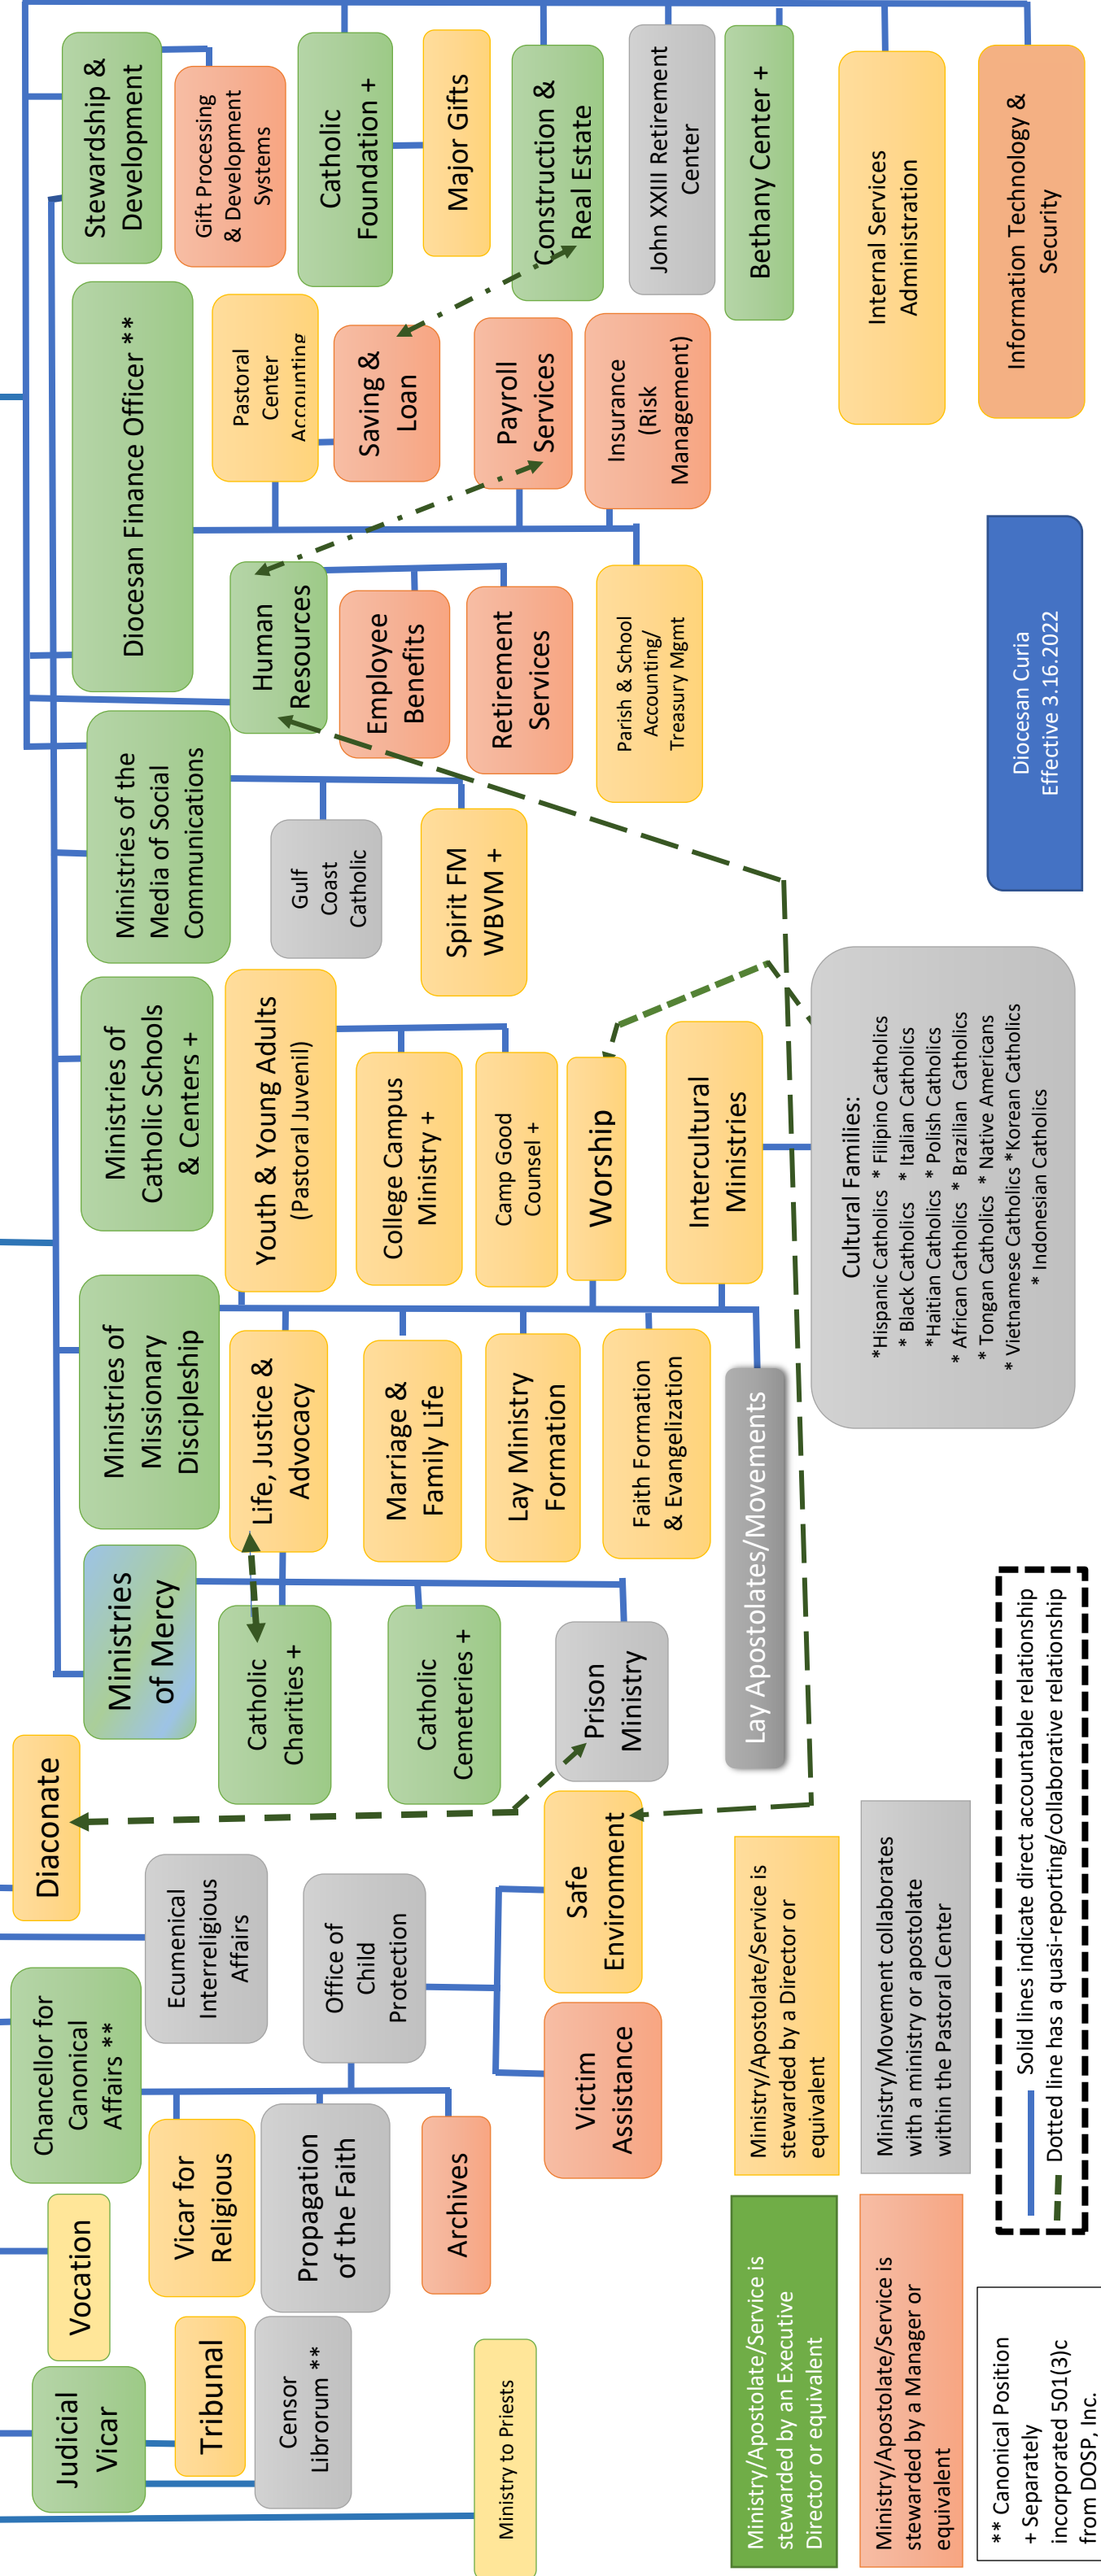 Judicial
Vicar
Tribunal
Censor
Librorum **
Ministry to Priests
Vocation
Chancellor for
Canonical
Affairs **
Vicar for
Religious
Propagation
of the Faith
Archives
Ecumenical
Interreligious
Affairs
Office of
Child
Protection
Victim
Assistance
Safe
Environment
Diaconate
Ministries
of Mercy
Catholic
Charities +
Catholic
Cemeteries +
Prison
Ministry
Ministries of
Missionary
Discipleship
Life, Justice &
Advocacy
Marriage &
Family Life
Lay Ministry
Formation
Faith Formation
& Evangelization
Lay Apostolates/Movements
Ministries of
Catholic Schools
& Centers +
Youth & Young Adults
(Pastoral Juvenil)
College Campus
Ministry +
Camp Good
Counsel +
Worship
Intercultural
Ministries
Cultural Families:
*Hispanic Catholics * Filipino Catholics
* Black Catholics * Italian Catholics
*Haitian Catholics * Polish Catholics
* African Catholics * Brazilian Catholics
* Tongan Catholics * Native Americans
* Vietnamese Catholics *Korean Catholics
* Indonesian Catholics
Ministries of the
Media of Social
Communications
Gulf
Coast
Catholic
Spirit FM
WBVM +
Human
Resources
Employee
Benefits
Retirement
Services
Diocesan Finance Officer **
Pastoral
Center
Accounting
Saving &
Loan
Payroll
Services
Insurance
(Risk
Management)
Parish & School
Accounting/
Treasury Mgmt
Stewardship &
Development
Gift Processing
& Development
Systems
Catholic
Foundation +
Major Gifts
Construction &
Real Estate
John XXIII Retirement
Center
Bethany Center +
Internal Services
Administration
Information Technology &
Security
Diocesan Curia
Effective 3.16.2022
Ministry/Apostolate/Service is
stewarded by an Executive
Director or equivalent
Ministry/Apostolate/Service is
stewarded by a Director or
equivalent
Ministry/Apostolate/Service is
stewarded by a Manager or
equivalent
Ministry/Movement collaborates
with a ministry or apostolate
within the Pastoral Center
** Canonical Position
+ Separately
incorporated 501(3)c
from DOSP, Inc.
Solid lines indicate direct accountable relationship
Dotted line has a quasi-reporting/collaborative relationship